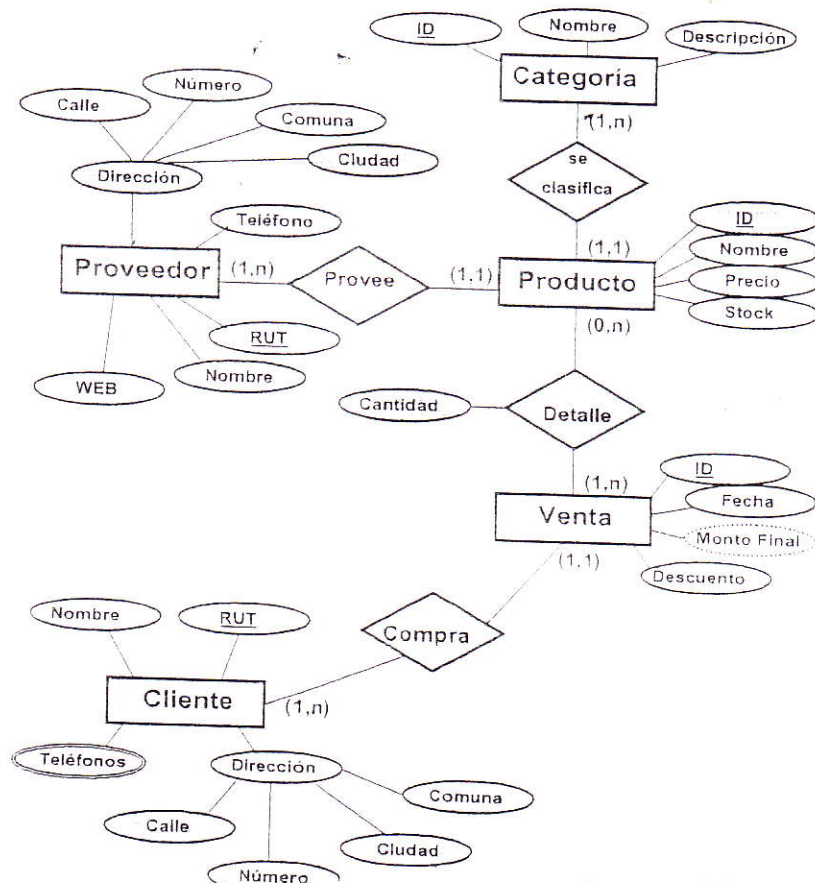 ID
Nombre
Descripción
Categoría
(1,n)
Número
Calle
Comuna
Ciudad
Dirección
se
clasifica
Teléfono
(1,1)
ID
Nombre
Proveedor
(1,n)
Provee
(1,1)
Producto
Precio
Stock
(0,n)
RUT
WEB
Nombre
Cantidad
Detalle
ID
(1,n)
Fecha
Venta
Monto Final
(1,1)
Descuento
Nombre
RUT
Compra
Cliente
(1,n)
Teléfonos
Dirección
Comuna
Calle
Ciudad
Número